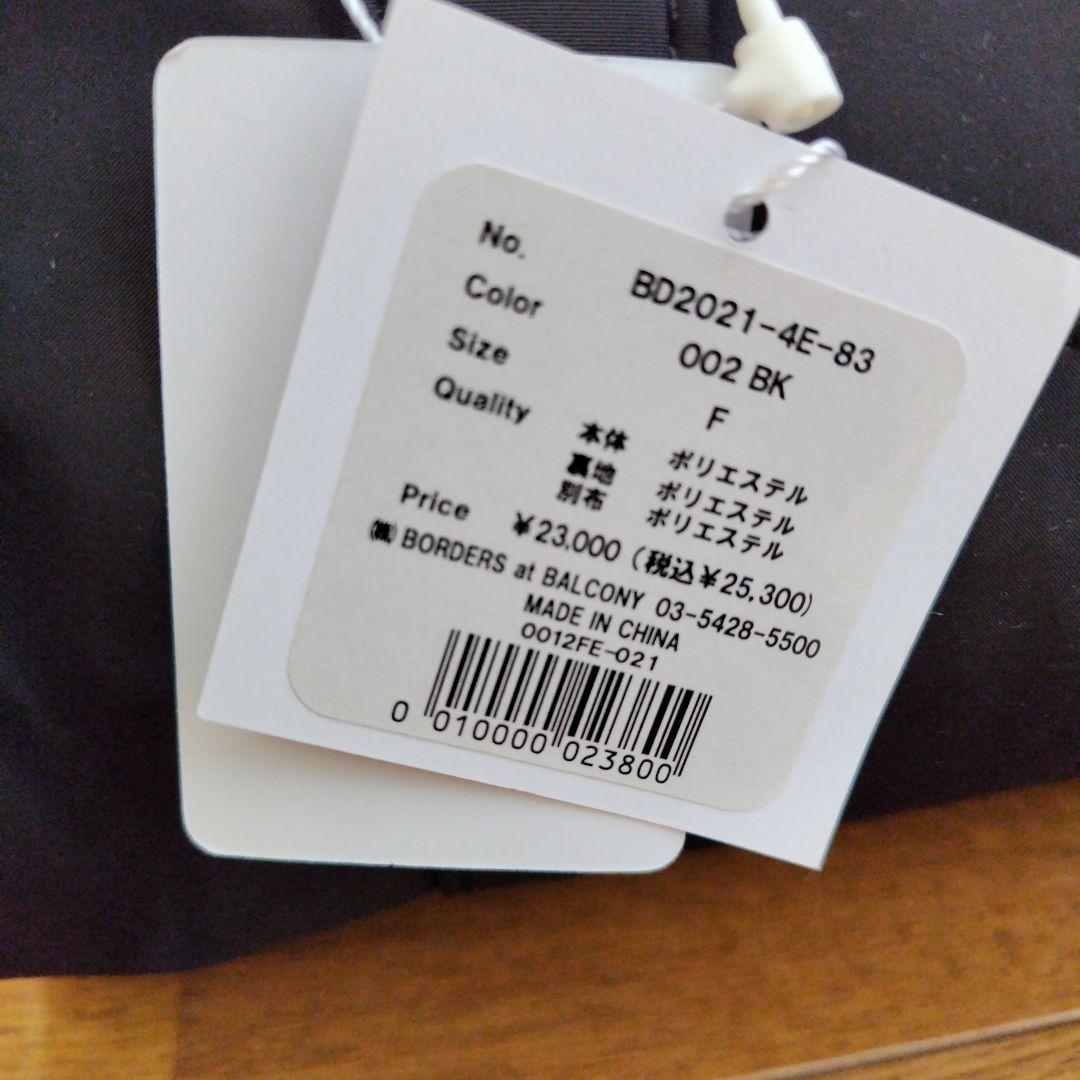 No. BD2021-4E-83
Color 002 BK
Size F
Quality 本体 ポリエステル
裏地 ポリエステル
別布 ポリエステル
Price ¥23,000 (税込¥25,300)
㈱ BORDERS at BALCONY 03-5428-5500
MADE IN CHINA
0012FE-021
0 010000 023800